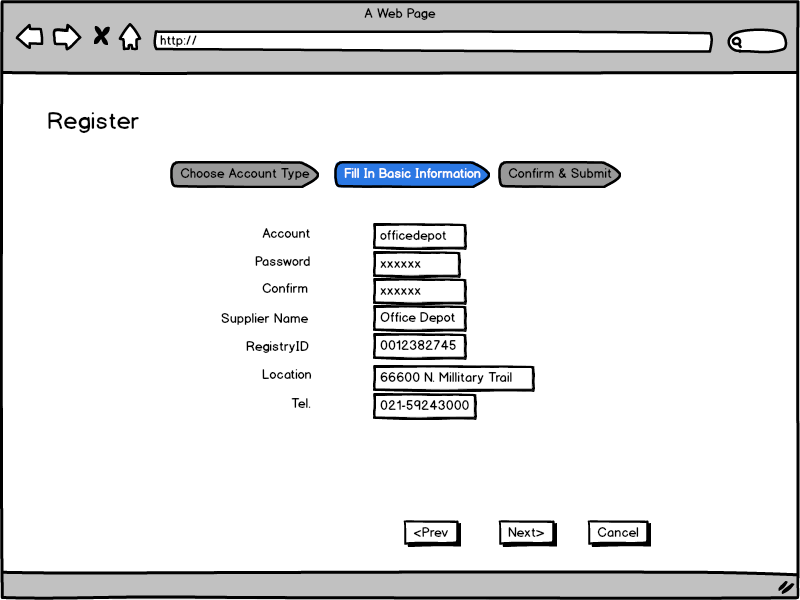 A Web Page
http://
Register
Choose Account Type
Fill In Basic Information
Confirm & Submit
Account officedepot
Password xxxxxx
Confirm xxxxxx
Supplier Name Office Depot
RegistryID 0012382745
Location 66600 N. Millitary Trail
Tel. 021-59243000
<Prev Next> Cancel